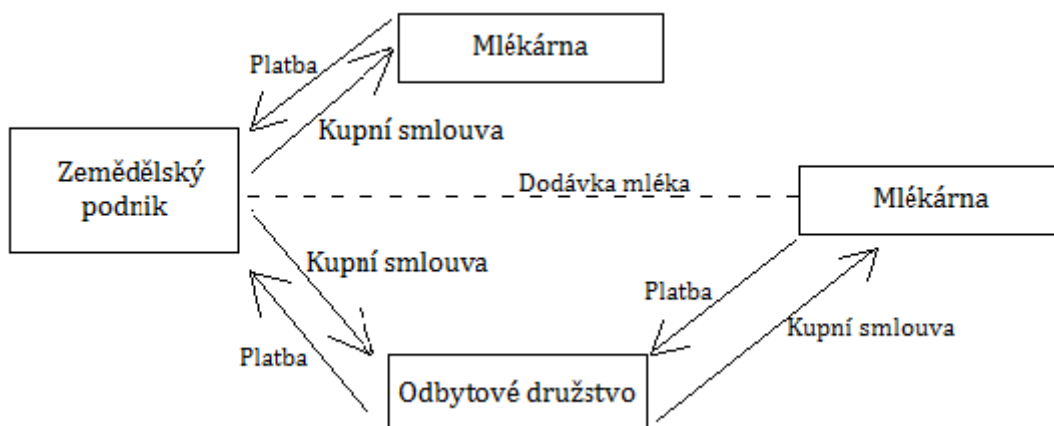 Mlékárna
Platba
Kupní smlouva
Zemědělský
podnik
Dodávka mléka
Mlékárna
Kupní smlouva
Platba
Platba
Kupní smlouva
Odbytové družstvo